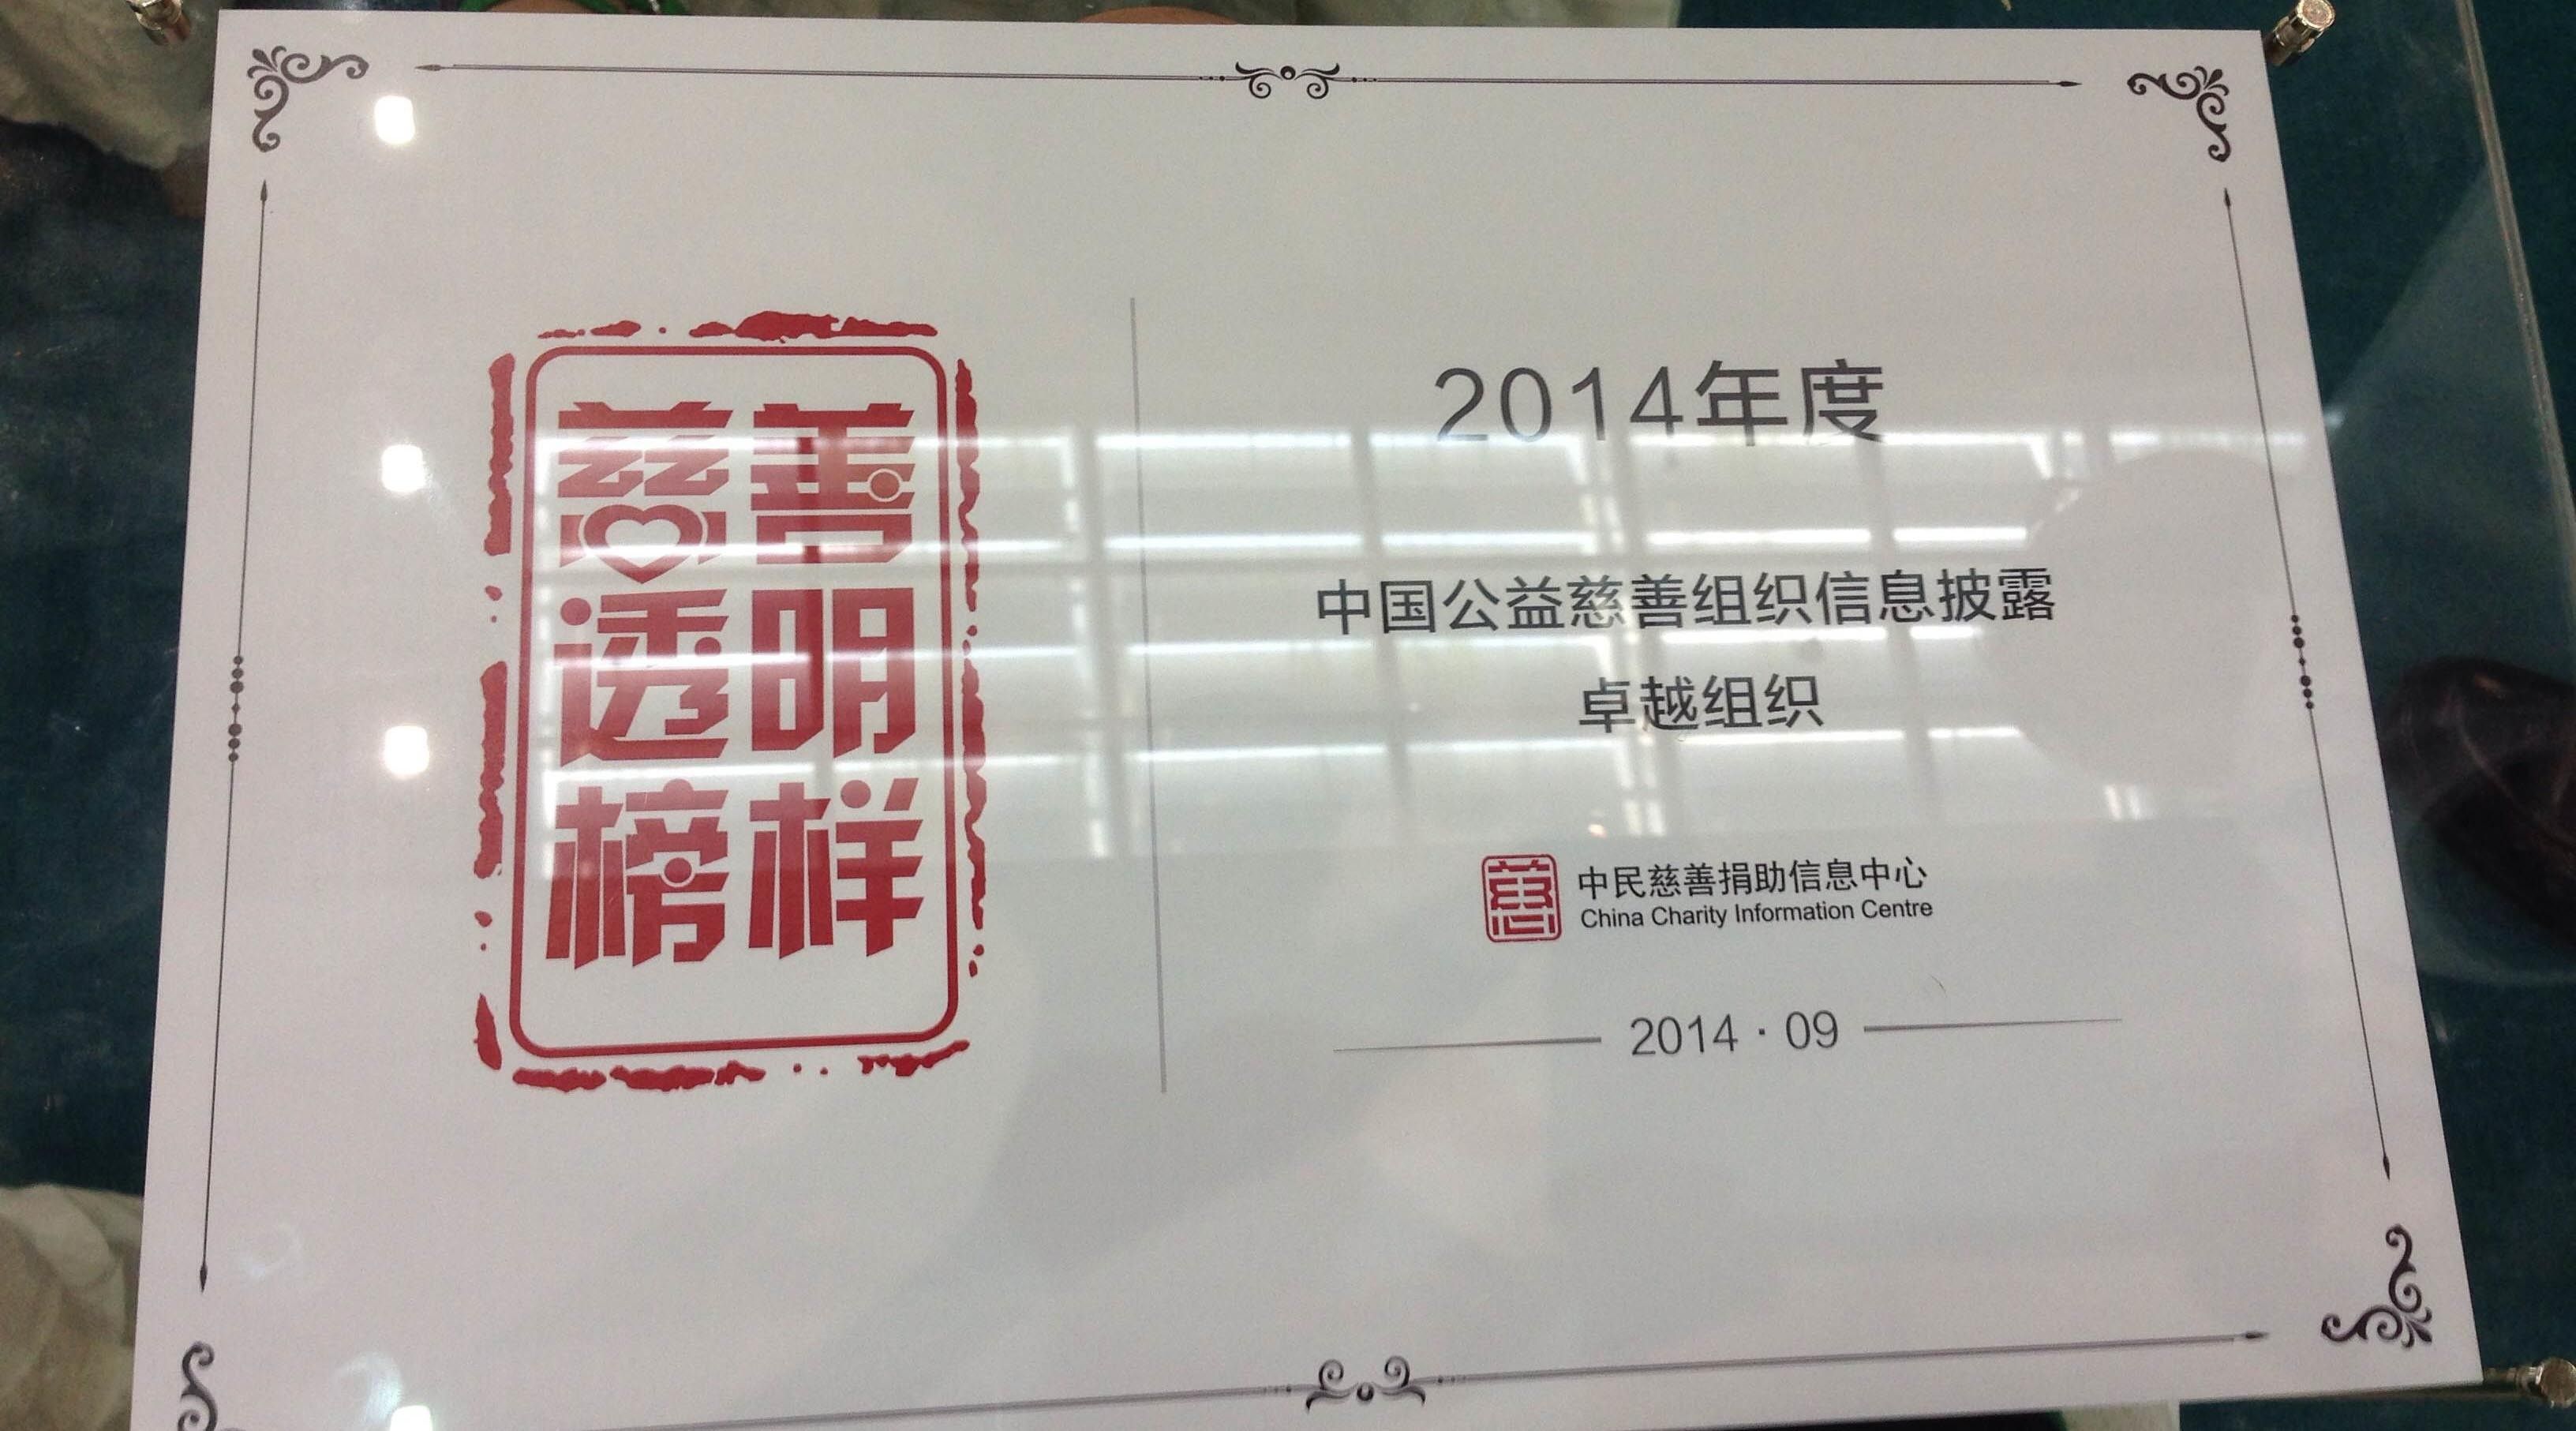 慈善
透明
榜样
2014年度
中国公益慈善组织信息披露
卓越组织
善
中民慈善捐助信息中心
China Charity Information Centre
2014·09